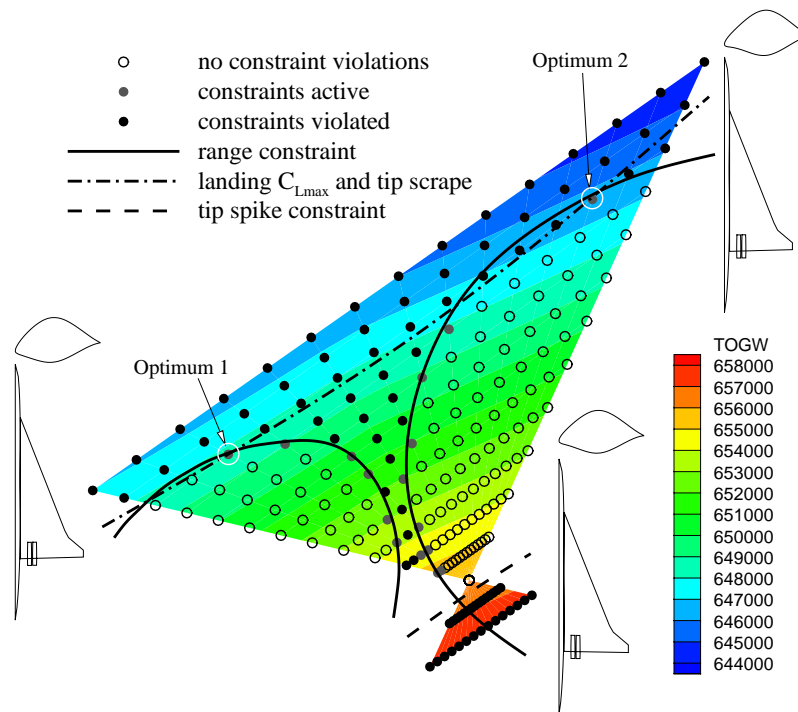 Optimum 2
no constraint violations
constraints active
constraints violated
range constraint
landing C_Lmax and tip scrape
tip spike constraint
Optimum 1
TOGW
658000
657000
656000
655000
654000
653000
652000
651000
650000
649000
648000
647000
646000
645000
644000